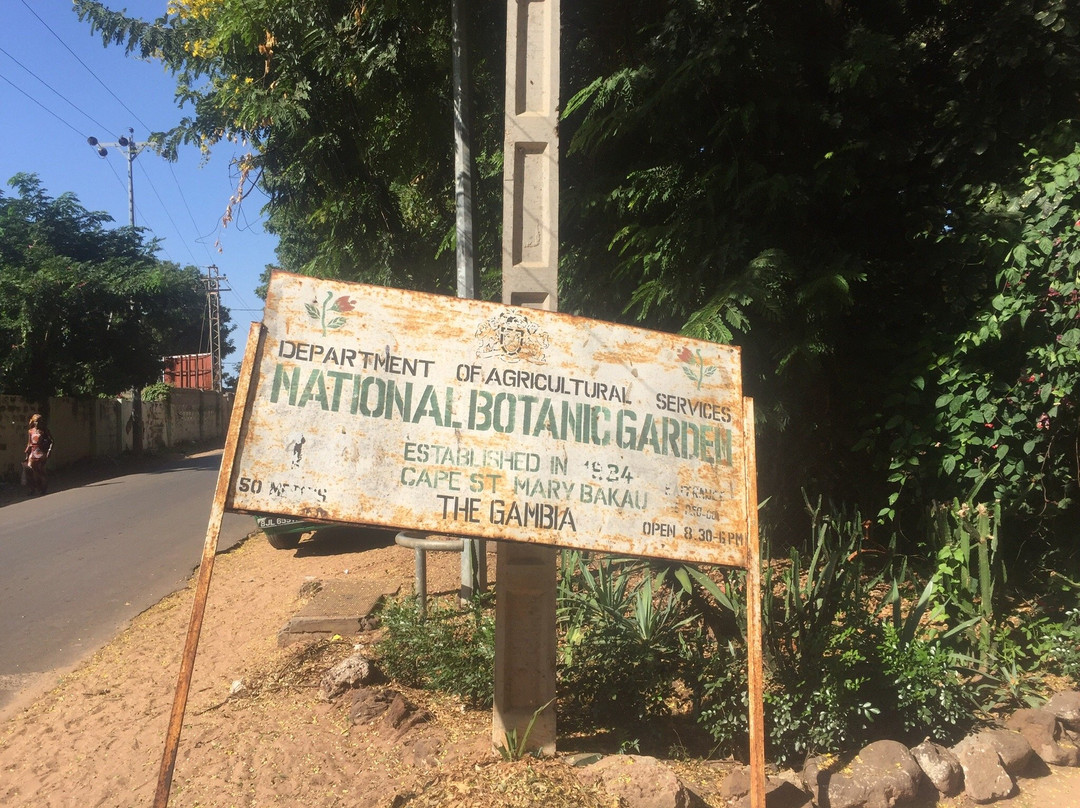 DEPARTMENT OF AGRICULTURAL SERVICES
NATIONAL BOTANIC GARDEN
ESTABLISHED IN 1924
CAPE ST MARY BAKAU
THE GAMBIA
50 METRES
ENTRANCE
OPEN 8.30-6PM